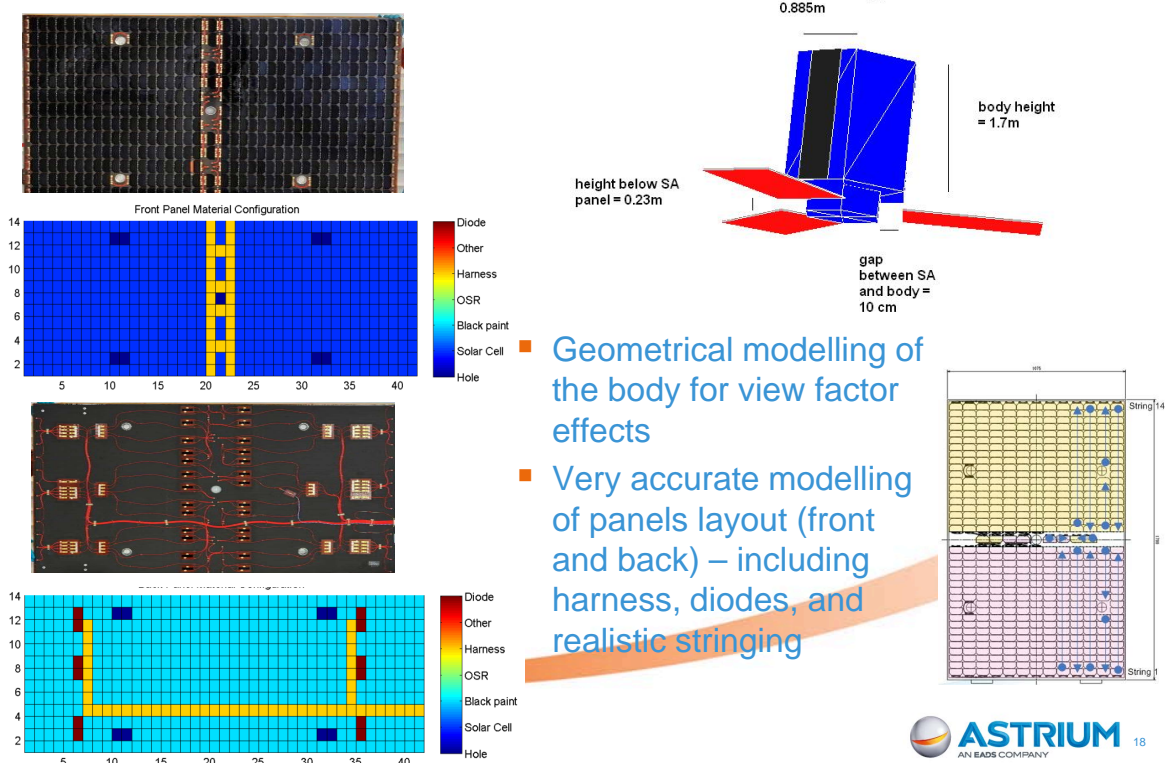 0.885m
body height
= 1.7m
height below SA
panel = 0.23m
gap
between SA
and body =
10 cm
Front Panel Material Configuration
14
12
10
8
6
4
2
5 10 15 20 25 30 35 40
Diode
Other
Harness
OSR
Black paint
Solar Cell
Hole
14
12
10
8
6
4
2
5 10 15 20 25 30 35 40
Diode
Other
Harness
OSR
Black paint
Solar Cell
Hole
Geometrical modelling of
the body for view factor
effects
Very accurate modelling
of panels layout (front
and back) – including
harness, diodes, and
realistic stringing
String 14
String 1
ASTRIUM
AN EADS COMPANY
18